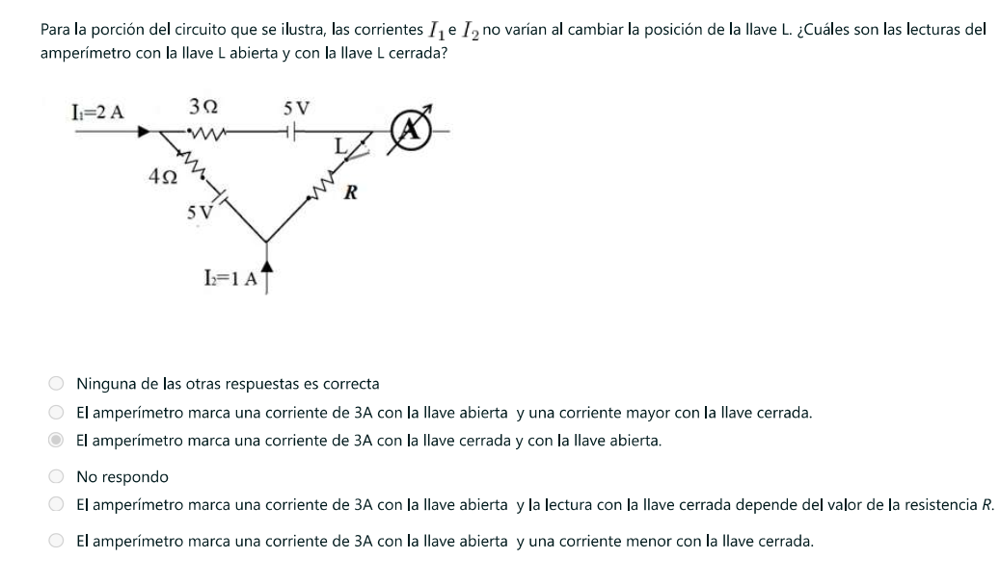 Para la porción del circuito que se ilustra, las corrientes I₁ e I₂ no varían al cambiar la posición de la llave L. ¿Cuáles son las lecturas del
amperímetro con la llave L abierta y con la llave L cerrada?
I₁=2 A
3Ω
5 V
A
L
4Ω
R
5 V
I₂=1 A
Ninguna de las otras respuestas es correcta
El amperímetro marca una corriente de 3A con la llave abierta y una corriente mayor con la llave cerrada.
El amperímetro marca una corriente de 3A con la llave cerrada y con la llave abierta.
No respondo
El amperímetro marca una corriente de 3A con la llave abierta y la lectura con la llave cerrada depende del valor de la resistencia R.
El amperímetro marca una corriente de 3A con la llave abierta y una corriente menor con la llave cerrada.